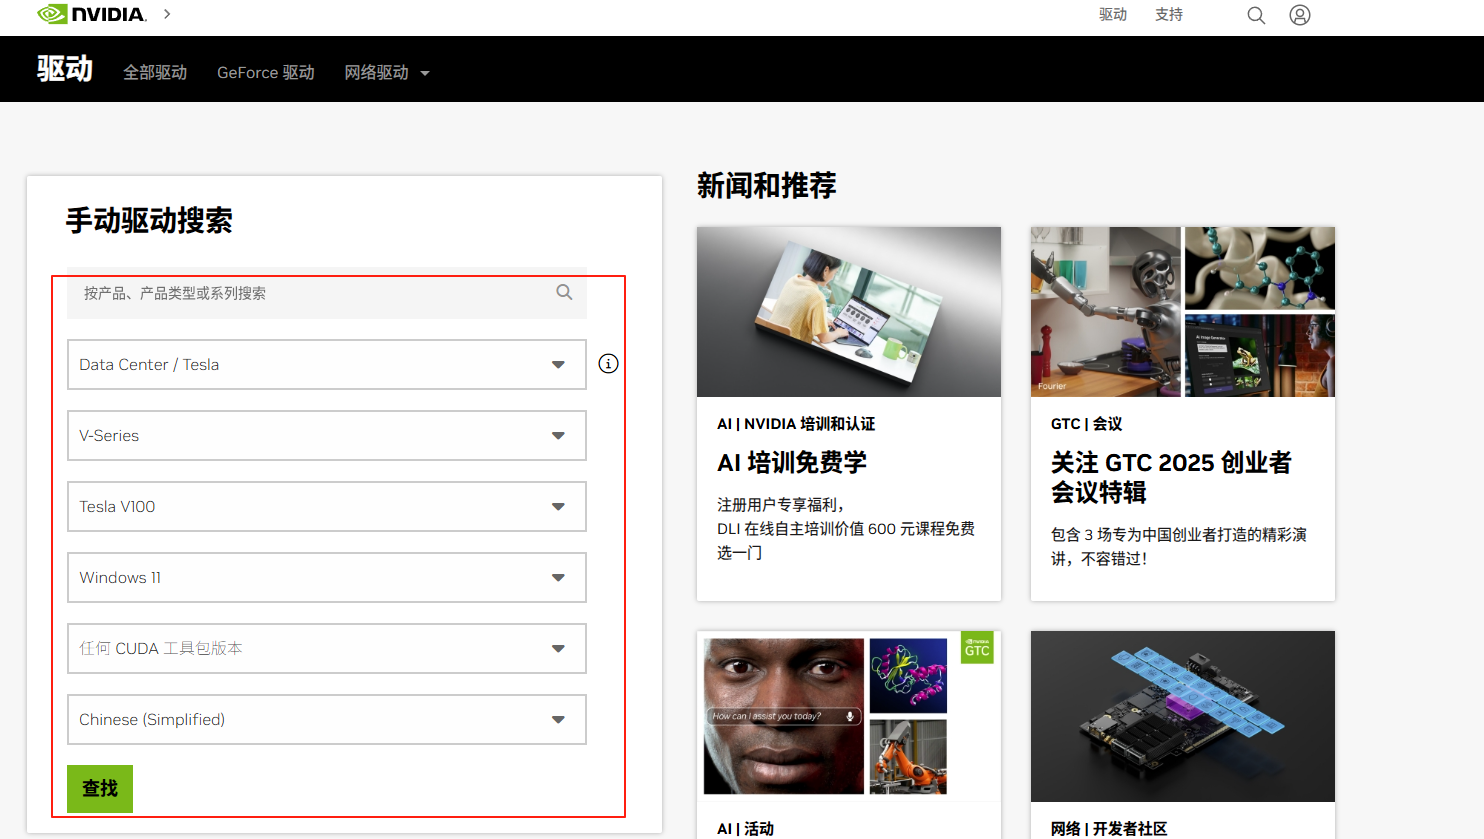 NVIDIA.
驱动
支持
驱动
全部驱动
GeForce 驱动
网络驱动
手动驱动搜索
按产品、产品类型或系列搜索
Data Center / Tesla
V-Series
Tesla V100
Windows 11
任何 CUDA 工具包版本
Chinese (Simplified)
查找
新闻和推荐
AI | NVIDIA 培训和认证
AI 培训免费学
注册用户专享福利，
DLI 在线自主培训价值 600 元课程免费
选一门
Fourier
AI Image Generator
GTC | 会议
关注 GTC 2025 创业者
会议特辑
包含 3 场专为中国创业者打造的精彩演
讲，不容错过！
NVIDIA
GTC
How can I assist you today?
AI | 活动
网络 | 开发者社区